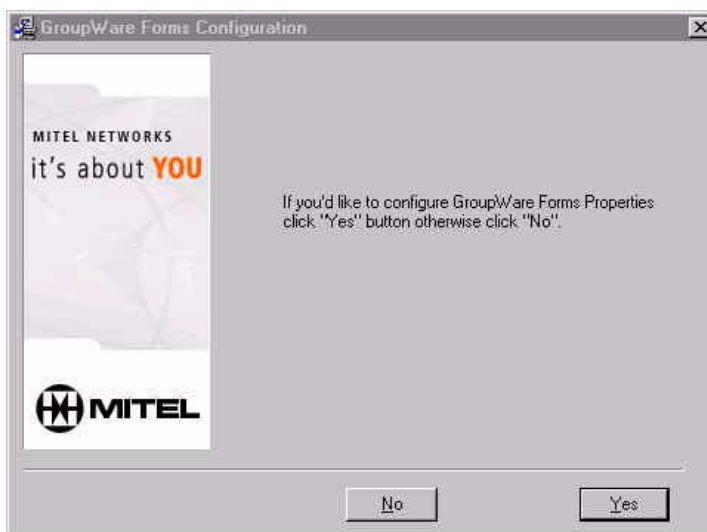 GroupWare Forms Configuration
MITEL NETWORKS
it's about YOU
If you'd like to configure GroupWare Forms Properties
click "Yes" button otherwise click "No".
MITEL
No
Yes